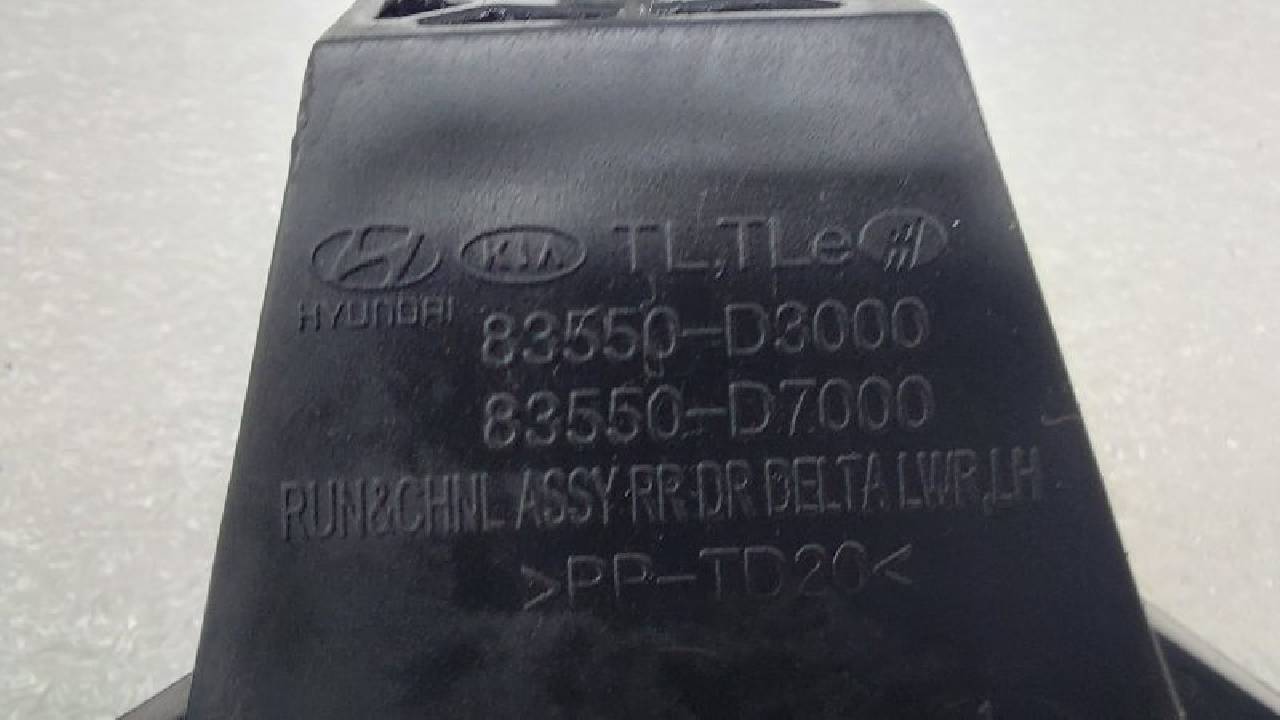 KIA TL,TLe
HYUNDAI
83550-D3000
83550-D7000
RUN&CHNL ASSY RR DR DELTA LWR,LH
>PP-TD20<